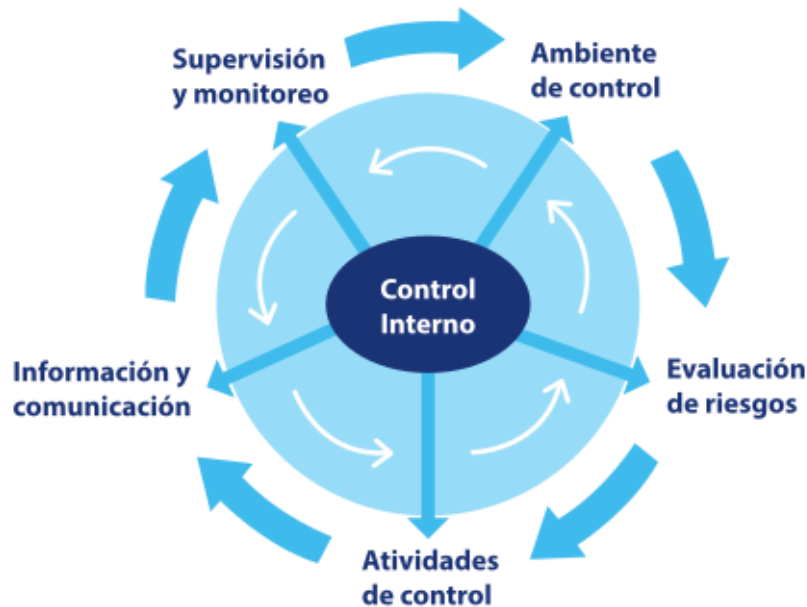 Supervisión
y monitoreo
Ambiente
de control
Control
Interno
Información y
comunicación
Evaluación
de riesgos
Atividades
de control